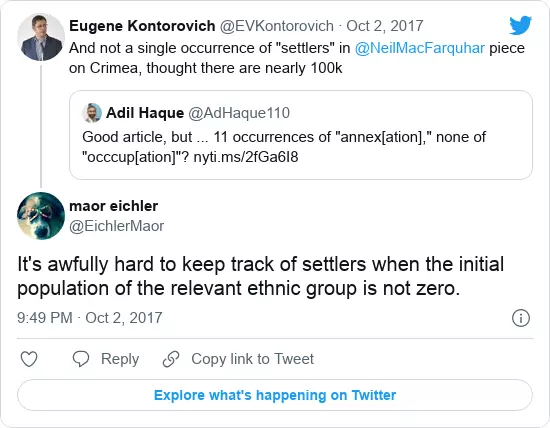 Eugene Kontorovich @EVKontorovich · Oct 2, 2017
And not a single occurrence of "settlers" in @NeilMacFarquhar piece
on Crimea, thought there are nearly 100k
Adil Haque @AdHaque110
Good article, but ... 11 occurrences of "annex[ation]," none of
"occcup[ation]"? nyti.ms/2fGa6I8
maor eichler
@EichlerMaor
It's awfully hard to keep track of settlers when the initial
population of the relevant ethnic group is not zero.
9:49 PM · Oct 2, 2017
Reply
Copy link to Tweet
Explore what's happening on Twitter